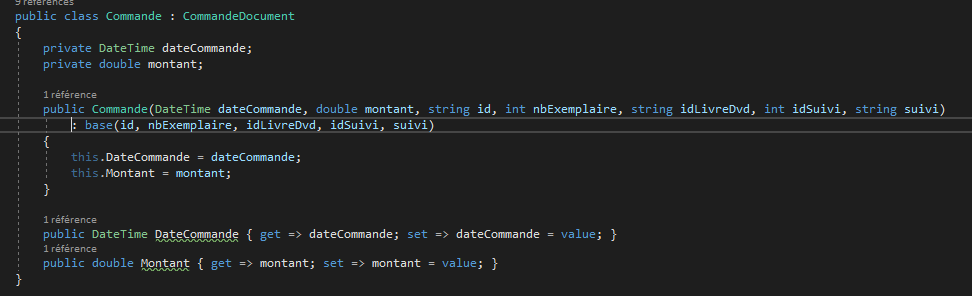 9 références
public class Commande : CommandeDocument
{
private DateTime dateCommande;
private double montant;
1 référence
public Commande(DateTime dateCommande, double montant, string id, int nbExemplaire, string idLivreDvd, int idSuivi, string suivi)
: base(id, nbExemplaire, idLivreDvd, idSuivi, suivi)
{
this.DateCommande = dateCommande;
this.Montant = montant;
}
1 référence
public DateTime DateCommande { get => dateCommande; set => dateCommande = value; }
1 référence
public double Montant { get => montant; set => montant = value; }
}